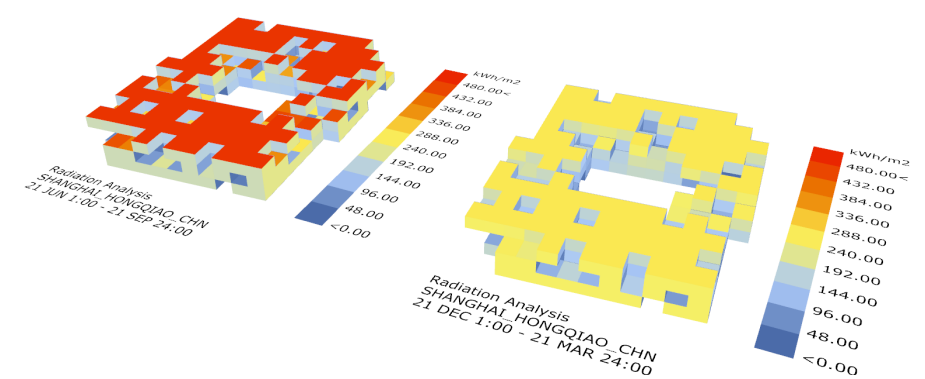 kWh/m2
480.00<
432.00
384.00
336.00
288.00
240.00
192.00
144.00
96.00
48.00
<0.00
Radiation Analysis
SHANGHAI_HONGQIAO_CHN
21 JUN 1:00 - 21 SEP 24:00
kWh/m2
480.00<
432.00
384.00
336.00
288.00
240.00
192.00
144.00
96.00
48.00
<0.00
Radiation Analysis
SHANGHAI_HONGQIAO_CHN
21 DEC 1:00 - 21 MAR 24:00